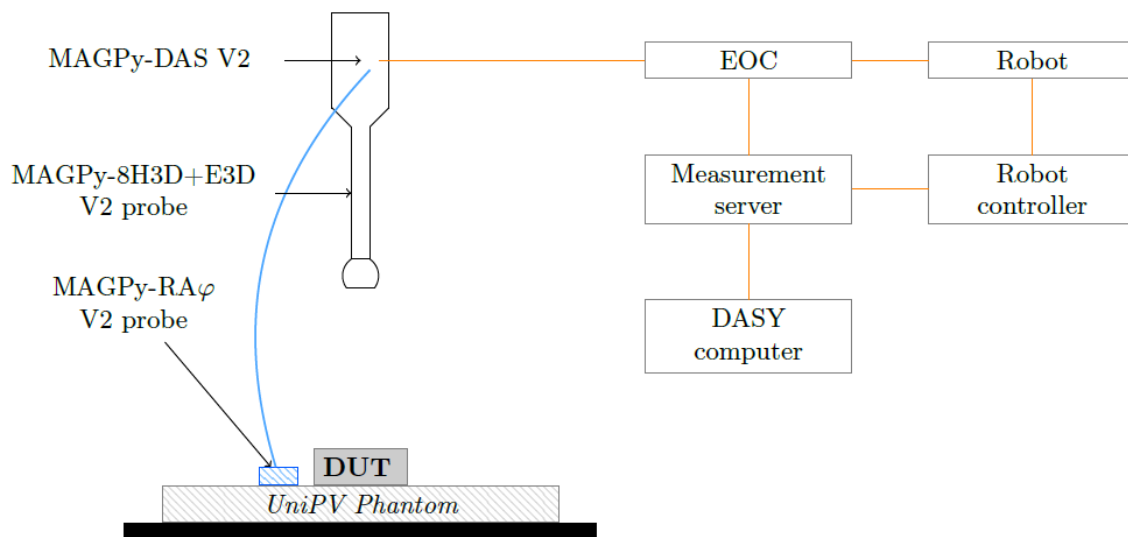 MAGPy-DAS V2
EOC
Robot
MAGPy-8H3D+E3D
V2 probe
Measurement
server
Robot
controller
MAGPy-RAφ
V2 probe
DASY
computer
DUT
UniPV Phantom